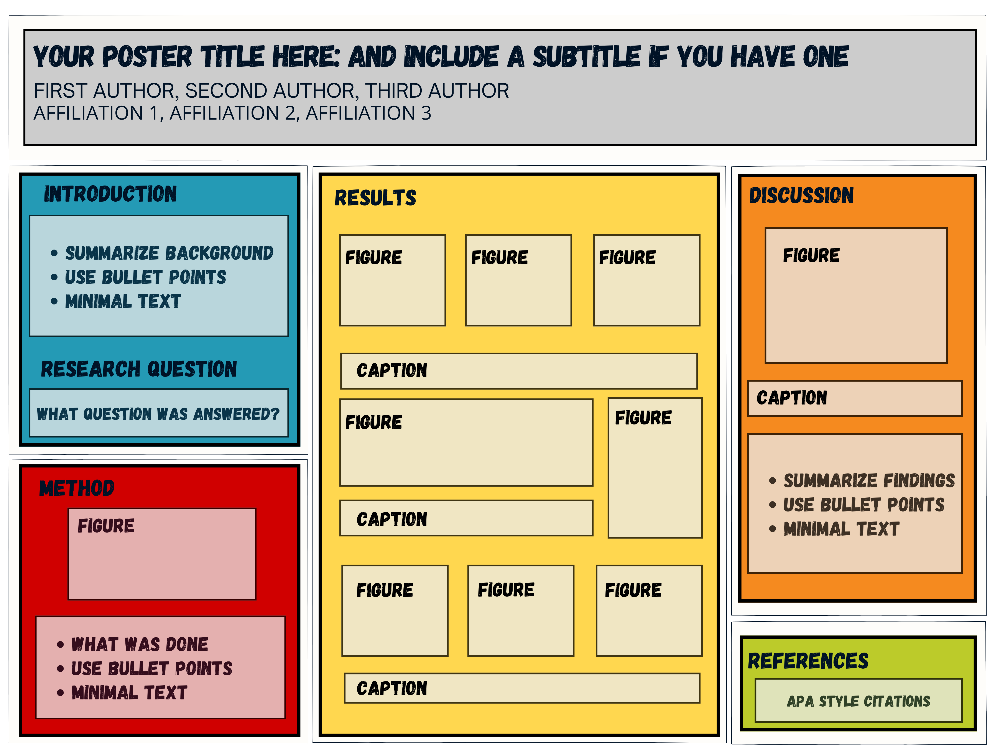 YOUR POSTER TITLE HERE: AND INCLUDE A SUBTITLE IF YOU HAVE ONE
FIRST AUTHOR, SECOND AUTHOR, THIRD AUTHOR
AFFILIATION 1, AFFILIATION 2, AFFILIATION 3
INTRODUCTION
• SUMMARIZE BACKGROUND
• USE BULLET POINTS
• MINIMAL TEXT
RESEARCH QUESTION
WHAT QUESTION WAS ANSWERED?
METHOD
FIGURE
• WHAT WAS DONE
• USE BULLET POINTS
• MINIMAL TEXT
RESULTS
FIGURE
FIGURE
FIGURE
CAPTION
FIGURE
FIGURE
CAPTION
FIGURE
FIGURE
FIGURE
CAPTION
DISCUSSION
FIGURE
CAPTION
• SUMMARIZE FINDINGS
• USE BULLET POINTS
• MINIMAL TEXT
REFERENCES
APA STYLE CITATIONS